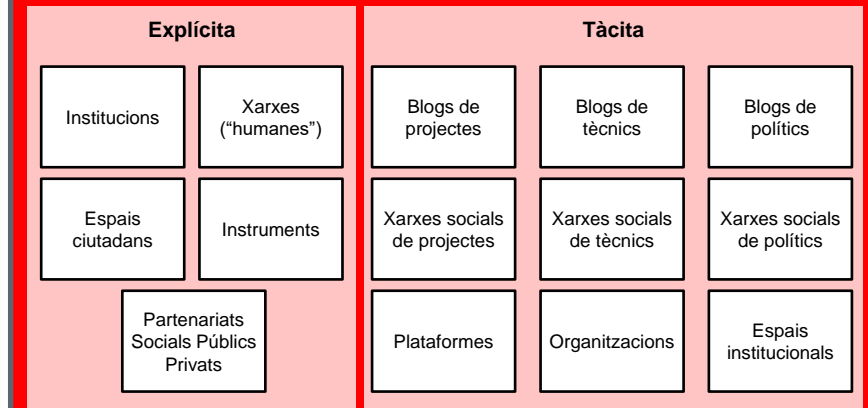 Explícita
Institucions
Xarxes
("humanes")
Espais
ciutadans
Instruments
Partenariats
Socials Públics
Privats
Tàcita
Blogs de
projectes
Blogs de
tècnics
Blogs de
polítics
Xarxes socials
de projectes
Xarxes socials
de tècnics
Xarxes socials
de polítics
Plataformes
Organitzacions
Espais
institucionals